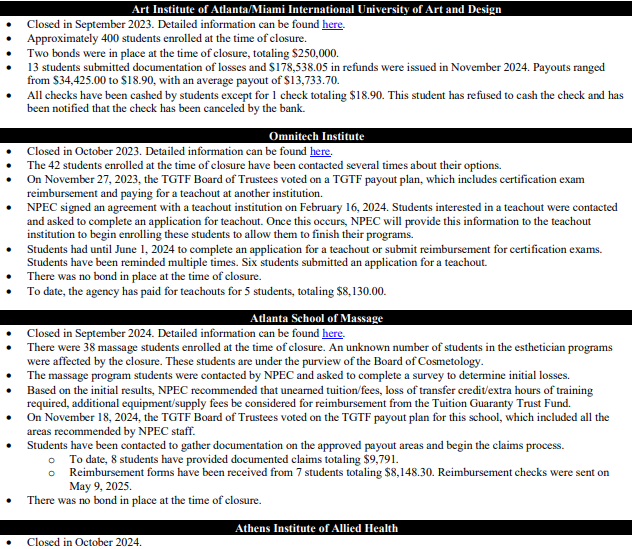 Art Institute of Atlanta/Miami International University of Art and Design
• Closed in September 2023. Detailed information can be found here.
• Approximately 400 students enrolled at the time of closure.
• Two bonds were in place at the time of closure, totaling $250,000.
• 13 students submitted documentation of losses and $178,538.05 in refunds were issued in November 2024. Payouts ranged
from $34,425.00 to $18.90, with an average payout of $13,733.70.
• All checks have been cashed by students except for 1 check totaling $18.90. This student has refused to cash the check and has
been notified that the check has been canceled by the bank.
Omnitech Institute
• Closed in October 2023. Detailed information can be found here.
• The 42 students enrolled at the time of closure have been contacted several times about their options.
• On November 27, 2023, the TGTF Board of Trustees voted on a TGTF payout plan, which includes certification exam
reimbursement and paying for a teachout at another institution.
• NPEC signed an agreement with a teachout institution on February 16, 2024. Students interested in a teachout were contacted
and asked to complete an application for teachout. Once this occurs, NPEC will provide this information to the teachout
institution to begin enrolling these students to allow them to finish their programs.
• Students had until June 1, 2024 to complete an application for a teachout or submit reimbursement for certification exams.
Students have been reminded multiple times. Six students submitted an application for a teachout.
• There was no bond in place at the time of closure.
• To date, the agency has paid for teachouts for 5 students, totaling $8,130.00.
Atlanta School of Massage
• Closed in September 2024. Detailed information can be found here.
• There were 38 massage students enrolled at the time of closure. An unknown number of students in the esthetician programs
were affected by the closure. These students are under the purview of the Board of Cosmetology.
• The massage program students were contacted by NPEC and asked to complete a survey to determine initial losses.
• Based on the initial results, NPEC recommended that unearned tuition/fees, loss of transfer credit/extra hours of training
required, additional equipment/supply fees be considered for reimbursement from the Tuition Guaranty Trust Fund.
• On November 18, 2024, the TGTF Board of Trustees voted on the TGTF payout plan for this school, which included all the
areas recommended by NPEC staff.
• Students have been contacted to gather documentation on the approved payout areas and begin the claims process.
o To date, 8 students have provided documented claims totaling $9,791.
o Reimbursement forms have been received from 7 students totaling $8,148.30. Reimbursement checks were sent on
May 9, 2025.
• There was no bond in place at the time of closure.
Athens Institute of Allied Health
• Closed in October 2024.